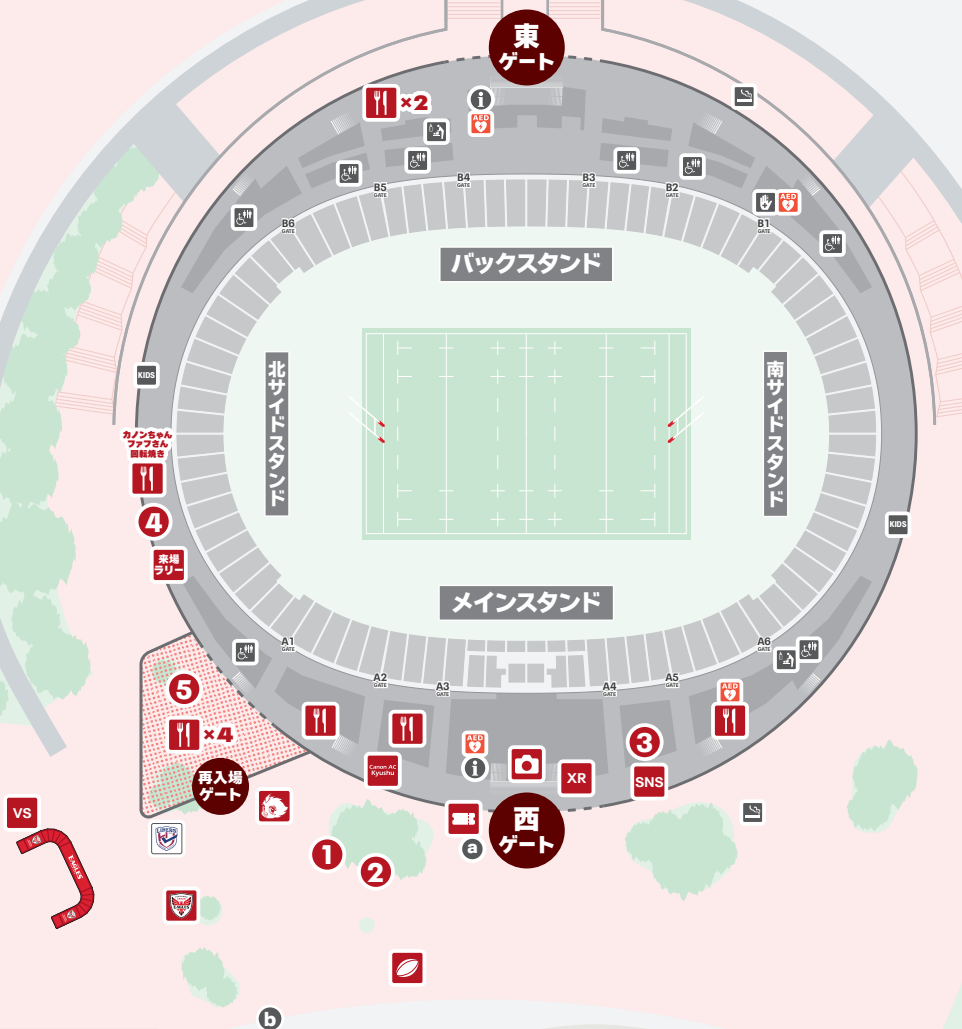 東
ゲート
×2
i
AED
B5
GATE
B4
GATE
B3
GATE
B2
GATE
B6
GATE
B1
GATE
AED
バックスタンド
北サイドスタンド
南サイドスタンド
KIDS
カノンちゃん
ファフさん
回転焼き
4
来場
ラリー
KIDS
メインスタンド
A1
GATE
A2
GATE
A3
GATE
A4
GATE
A5
GATE
A6
GATE
5
×4
再入場
ゲート
AED
i
AED
3
Canon AC
Kyushu
XR
SNS
西
ゲート
a
VS
EAGLES
1
2
EAGLES
b